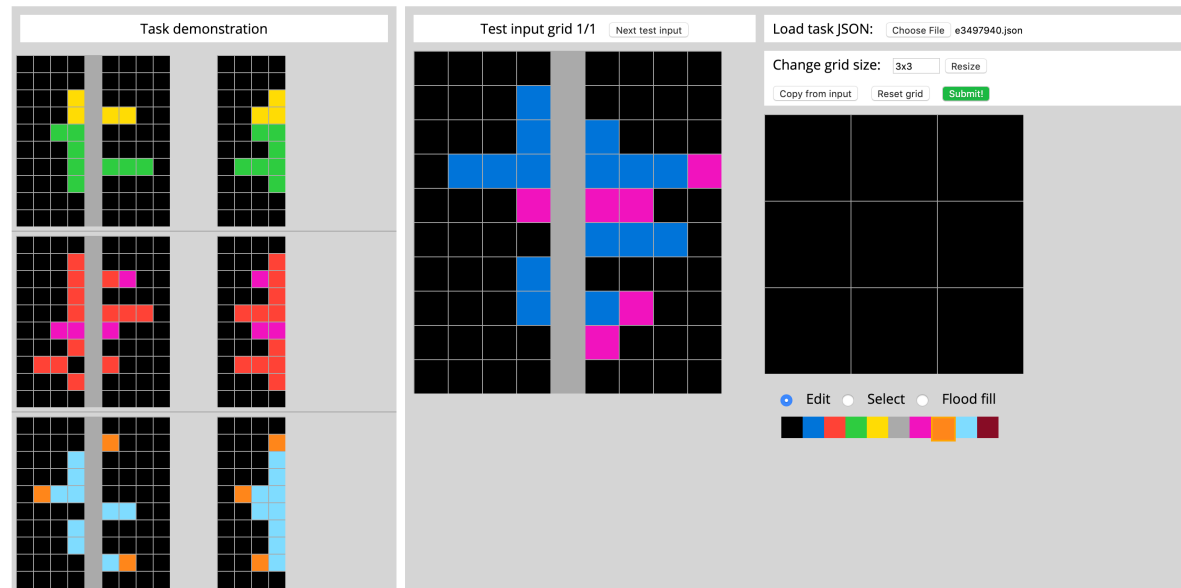 Task demonstration
Test input grid 1/1 Next test input
Load task JSON: Choose File e3497940.json
Change grid size: 3x3 Resize
Copy from input Reset grid Submit!
Edit Select Flood fill